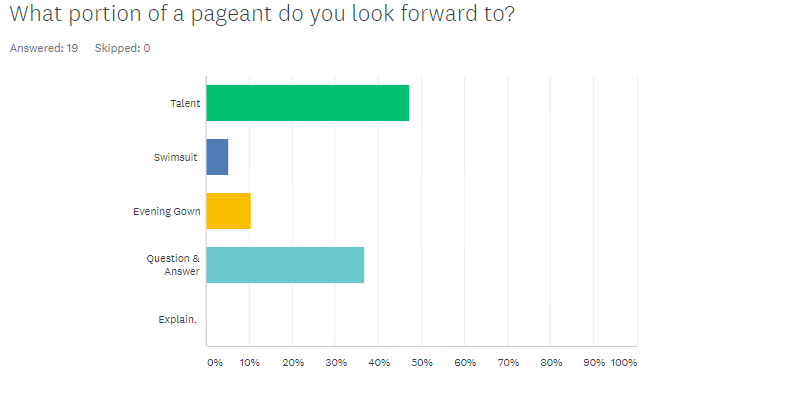 What portion of a pageant do you look forward to?
Answered: 19 Skipped: 0
Talent
Swimsuit
Evening Gown
Question &
Answer
Explain.
0% 10% 20% 30% 40% 50% 60% 70% 80% 90% 100%